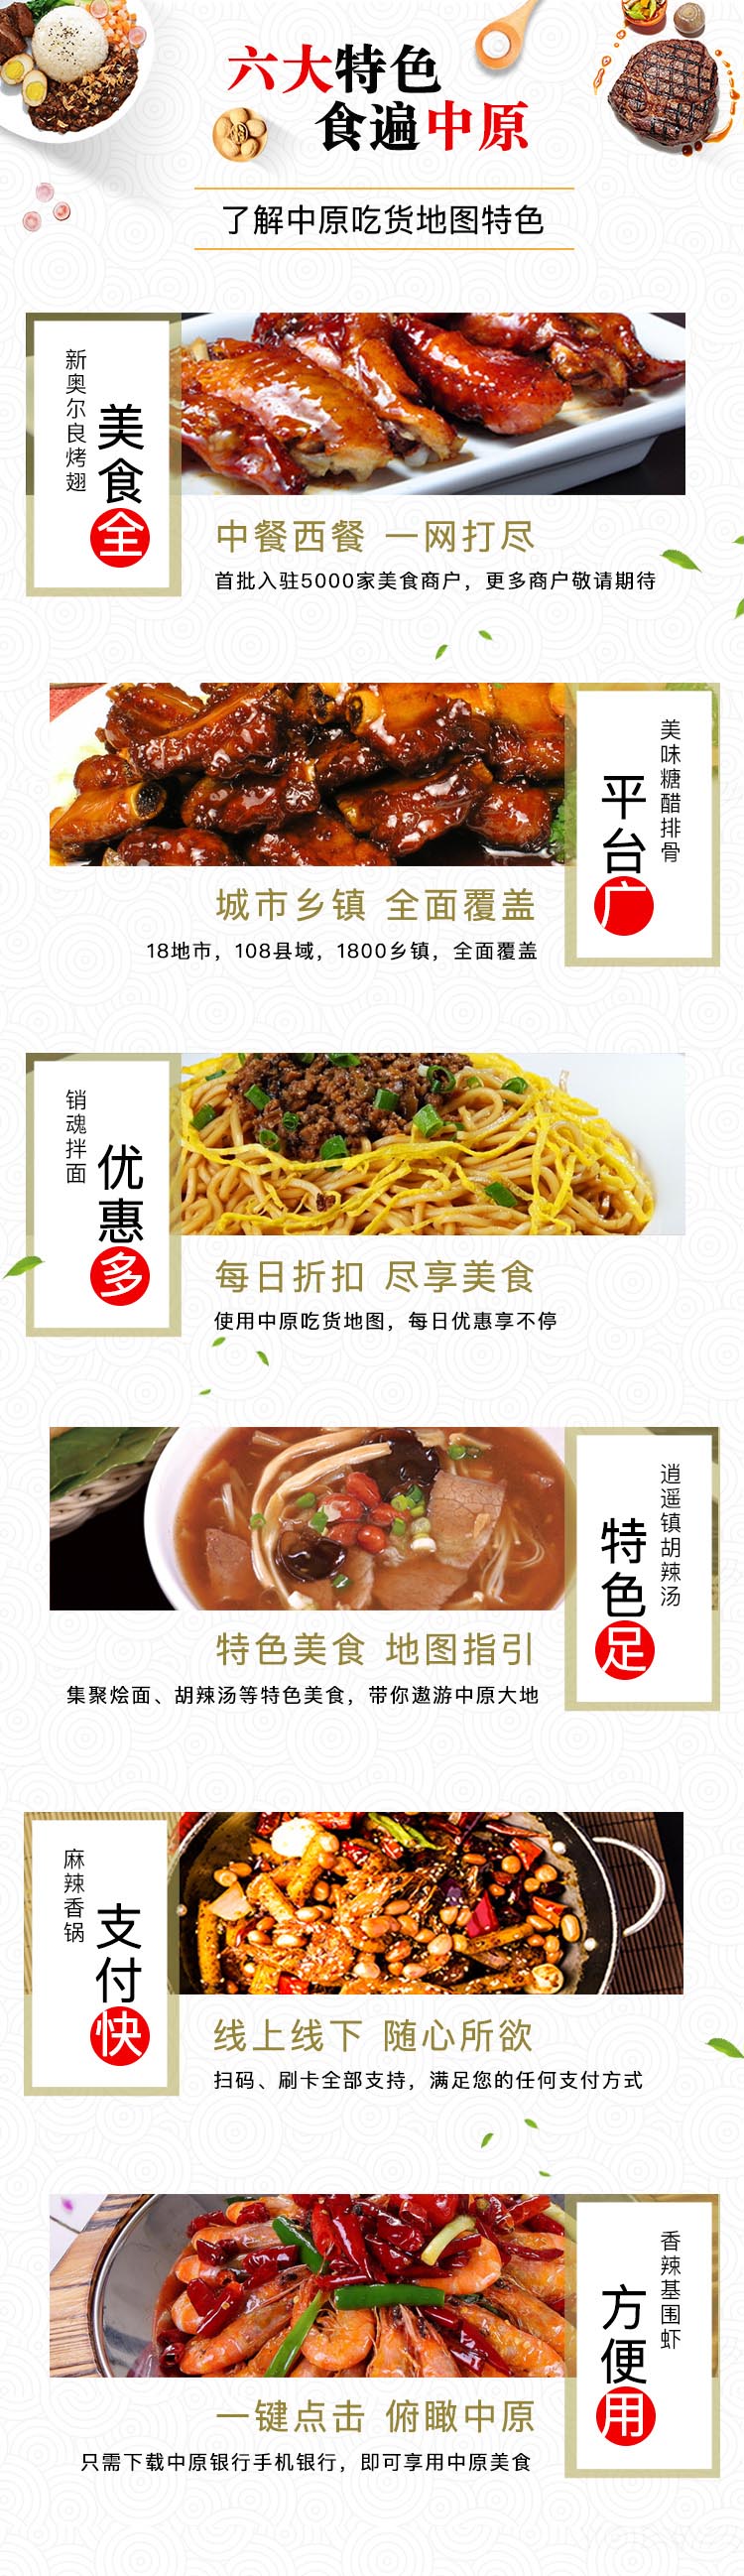 六大特色
食遍中原
了解中原吃货地图特色
新奥尔良烤翅
美食全
中餐西餐 一网打尽
首批入驻5000家美食商户，更多商户敬请期待
美味糖醋排骨
平台广
城市乡镇 全面覆盖
18地市，108县域，1800乡镇，全面覆盖
销魂拌面
优惠多
每日折扣 尽享美食
使用中原吃货地图，每日优惠享不停
逍遥镇胡辣汤
特色足
特色美食 地图指引
集聚烩面、胡辣汤等特色美食，带你遨游中原大地
麻辣香锅
支付快
线上线下 随心所欲
扫码、刷卡全部支持，满足您的任何支付方式
香辣基围虾
方便用
一键点击 俯瞰中原
只需下载中原银行手机银行，即可享用中原美食